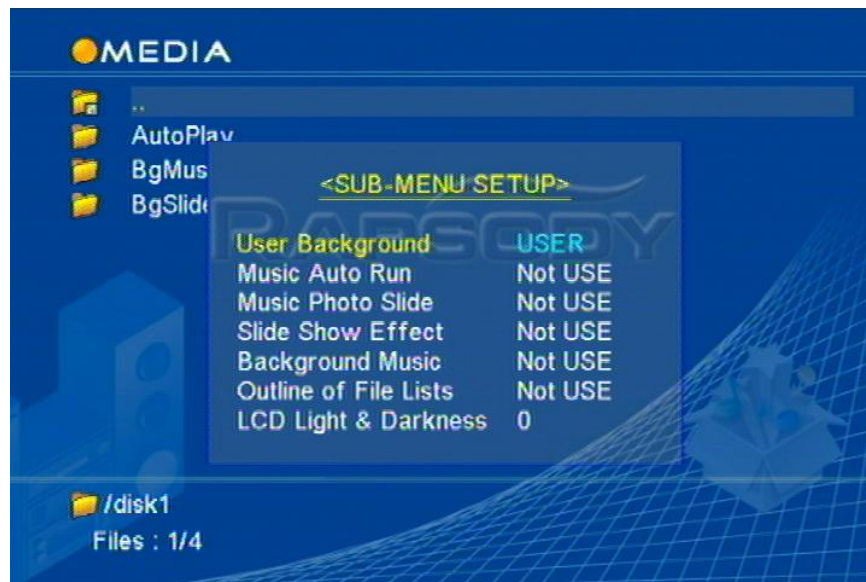 MEDIA
..
AutoPlay
BgMus
BgSlide
<SUB-MENU SETUP>
RAPSODY
User Background USER
Music Auto Run Not USE
Music Photo Slide Not USE
Slide Show Effect Not USE
Background Music Not USE
Outline of File Lists Not USE
LCD Light & Darkness 0
/disk1
Files : 1/4